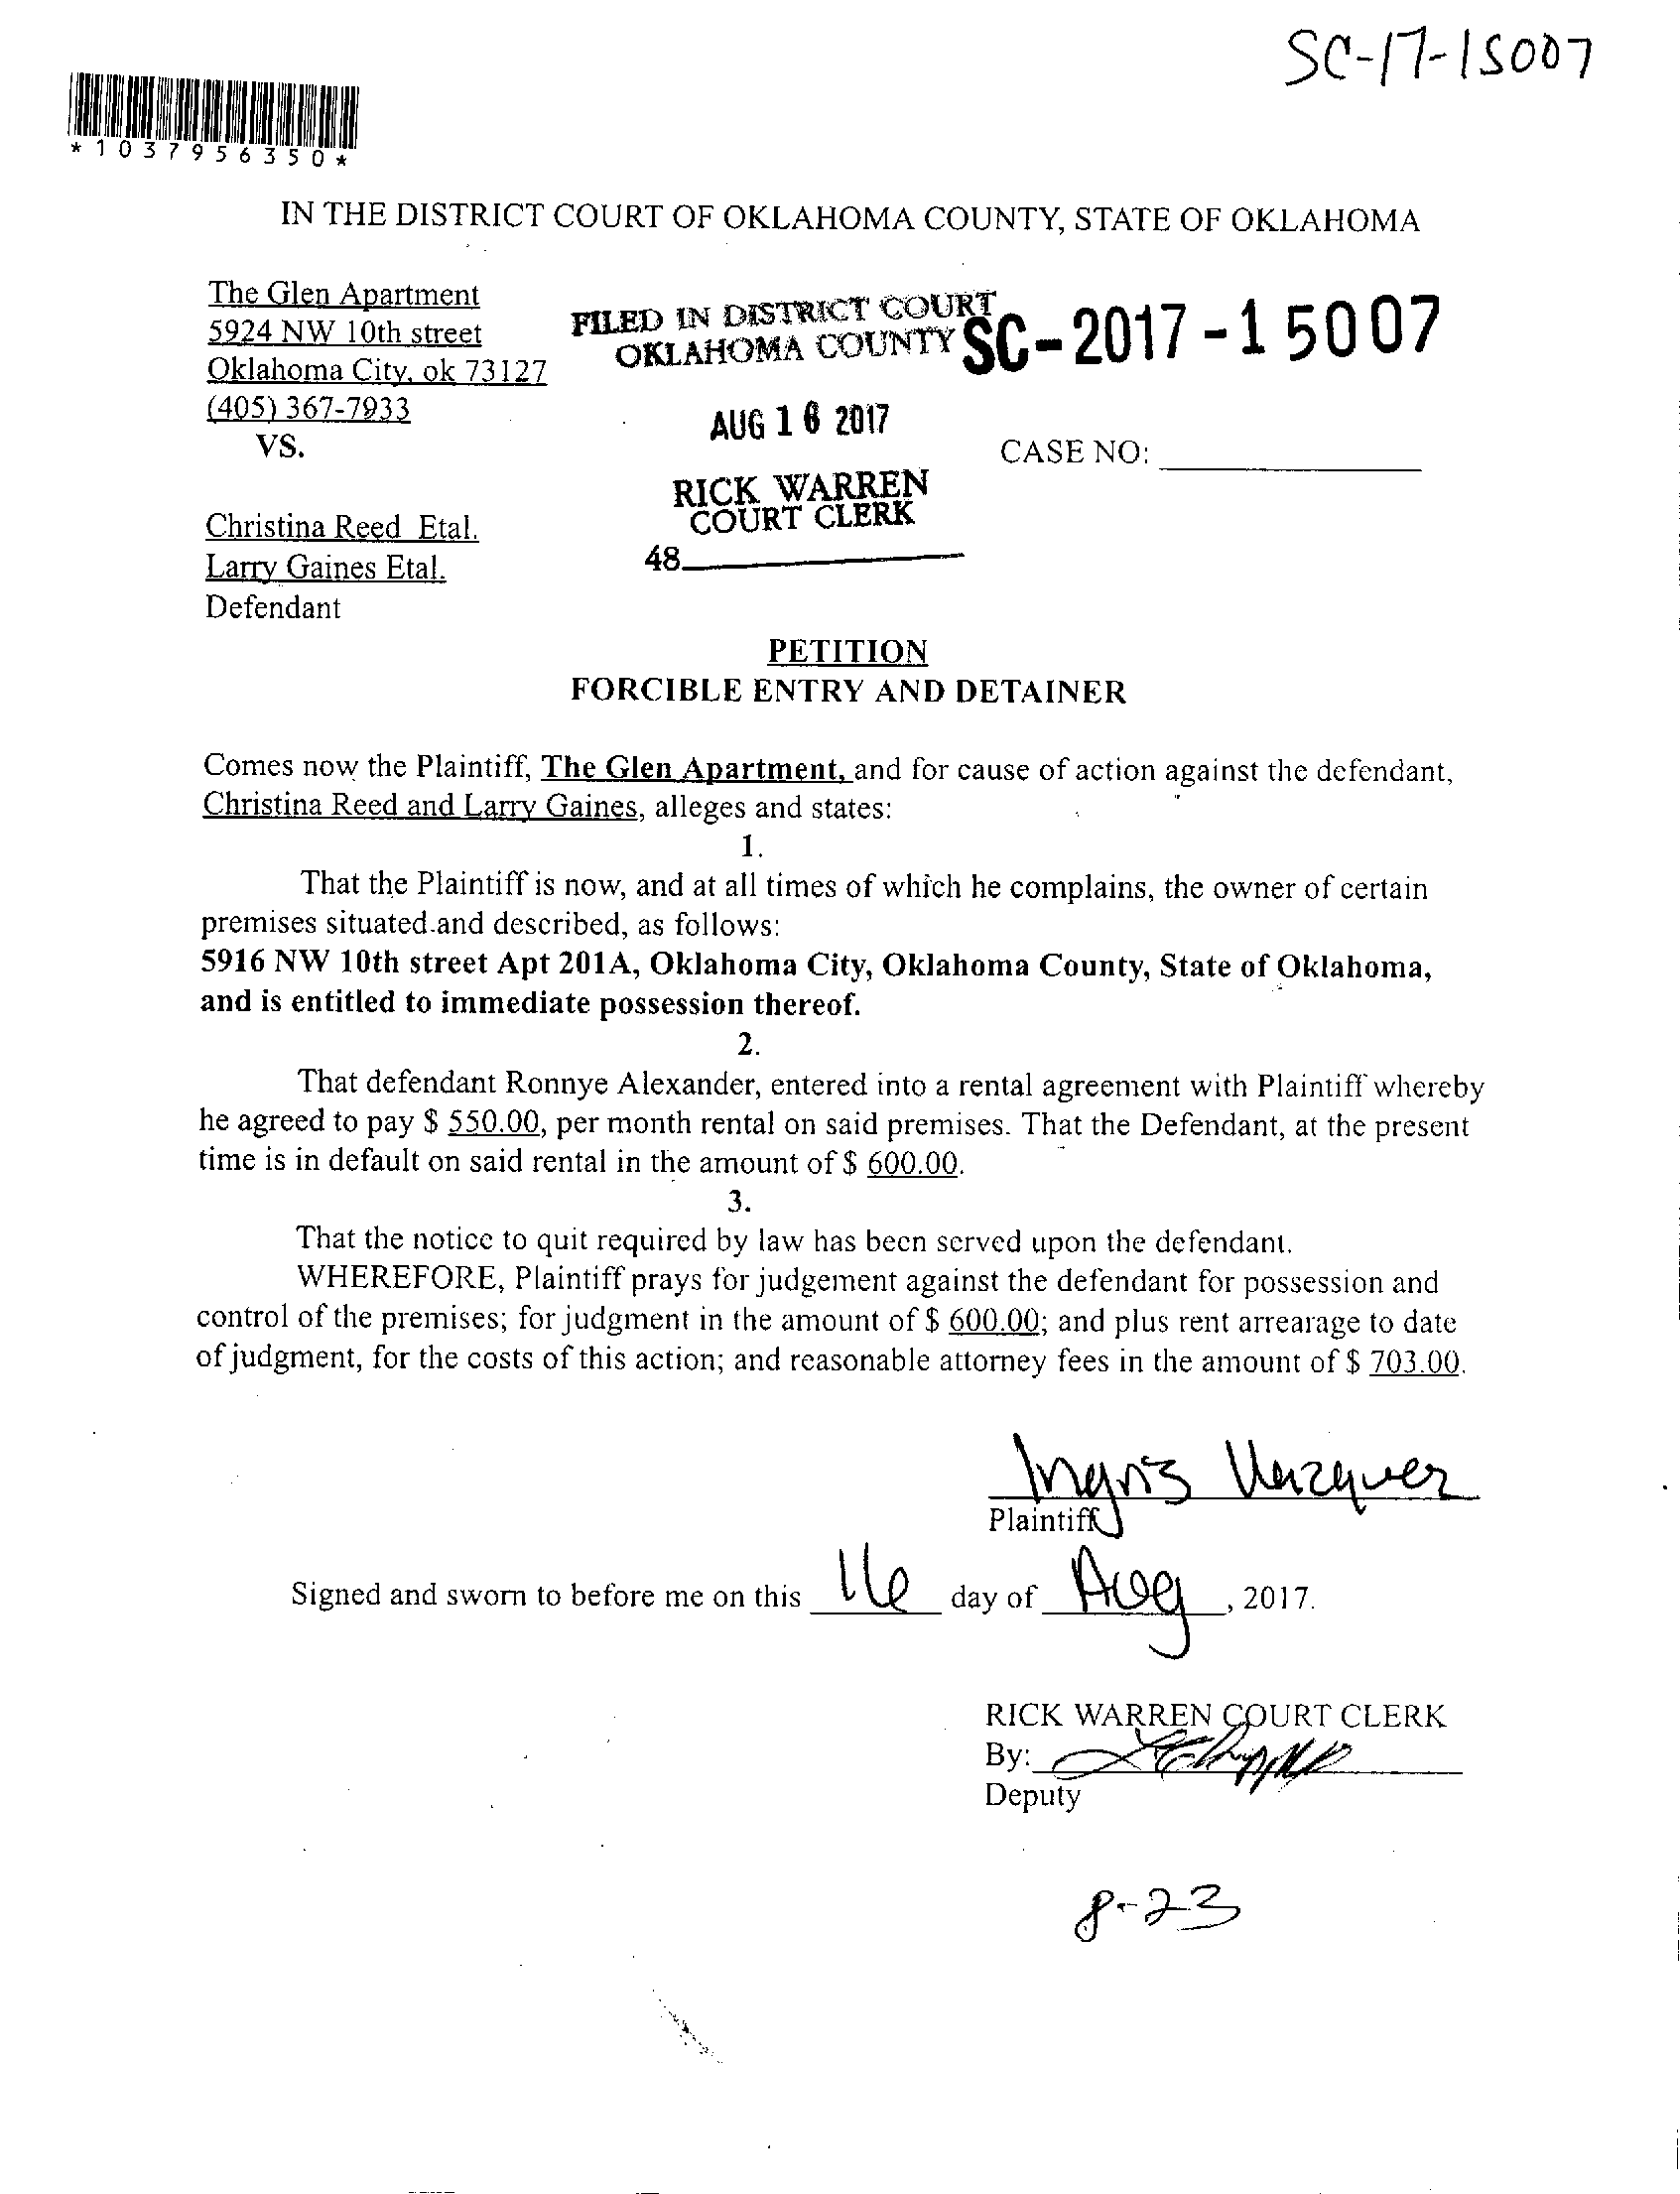 SC-17-15007
*1037956350*
IN THE DISTRICT COURT OF OKLAHOMA COUNTY, STATE OF OKLAHOMA
The Glen Apartment
5924 NW 10th street
Oklahoma City, ok 73127
(405) 367-7933
VS.
FILED IN DISTRICT COURT
OKLAHOMA COUNTY
SC-2017-15007
AUG 16 2017
RICK WARREN
COURT CLERK
48
CASE NO:
Christina Reed Etal.
Larry Gaines Etal.
Defendant
PETITION
FORCIBLE ENTRY AND DETAINER
Comes now the Plaintiff, The Glen Apartment, and for cause of action against the defendant,
Christina Reed and Larry Gaines, alleges and states:
1.
That the Plaintiff is now, and at all times of which he complains, the owner of certain
premises situated and described, as follows:
5916 NW 10th street Apt 201A, Oklahoma City, Oklahoma County, State of Oklahoma,
and is entitled to immediate possession thereof.
2.
That defendant Ronnye Alexander, entered into a rental agreement with Plaintiff whereby
he agreed to pay $ 550.00, per month rental on said premises. That the Defendant, at the present
time is in default on said rental in the amount of $ 600.00.
3.
That the notice to quit required by law has been served upon the defendant.
WHEREFORE, Plaintiff prays for judgement against the defendant for possession and
control of the premises; for judgment in the amount of $ 600.00; and plus rent arrearage to date
of judgment, for the costs of this action; and reasonable attorney fees in the amount of $ 703.00.
Plaintiff
Signed and sworn to before me on this 16 day of Aug, 2017.
RICK WARREN COURT CLERK
By:
Deputy
8-23